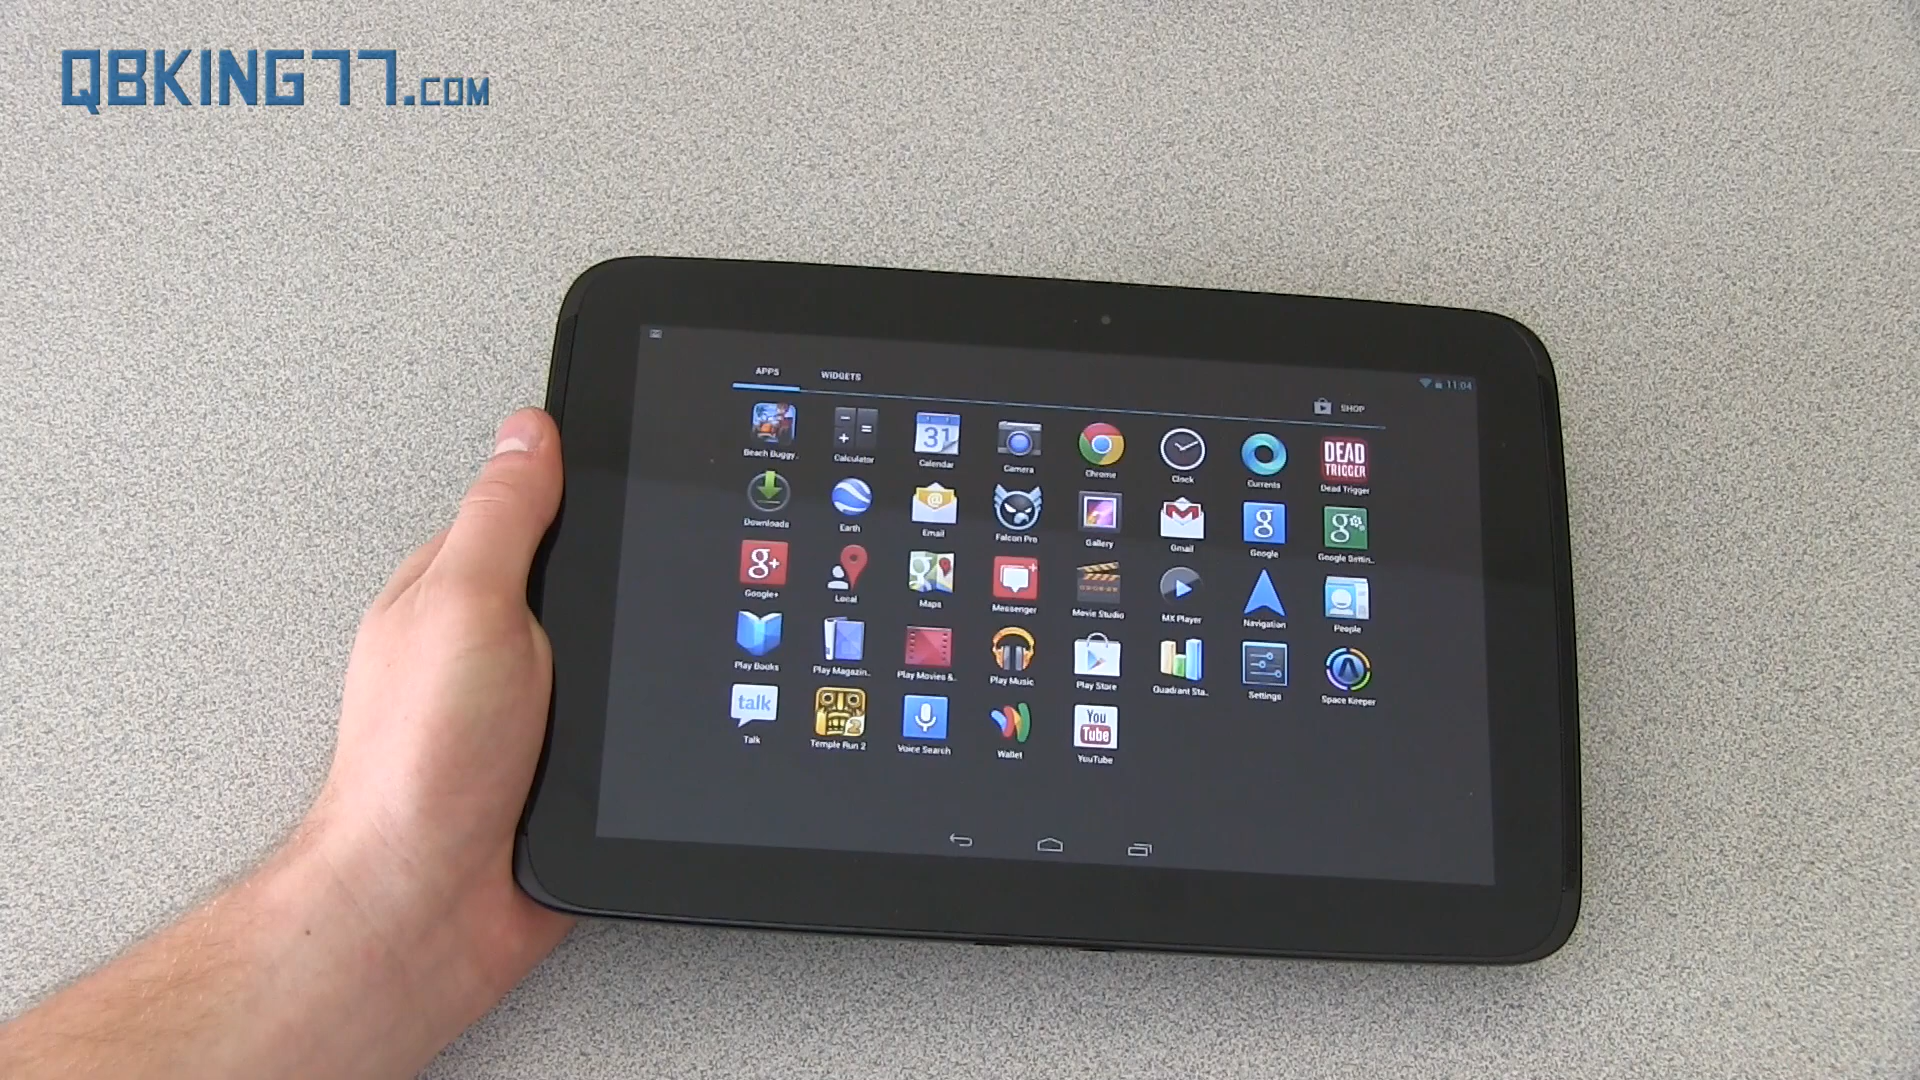 QBKING77.COM
11:04
APPS WIDGETS
SHOP
Beach Buggy.. Calculator Calendar Camera Chrome Clock Currents Dead Trigger
31
DEAD TRIGGER
Downloads Earth Email Falcon Pro Gallery Gmail Google Google Settin..
Google+ Local Maps Messenger Movie Studio MX Player Navigation People
Play Books Play Magazin.. Play Movies &.. Play Music Play Store Quadrant Sta.. Settings Space Keeper
talk
2
You Tube
Talk Temple Run 2 Voice Search Wallet YouTube